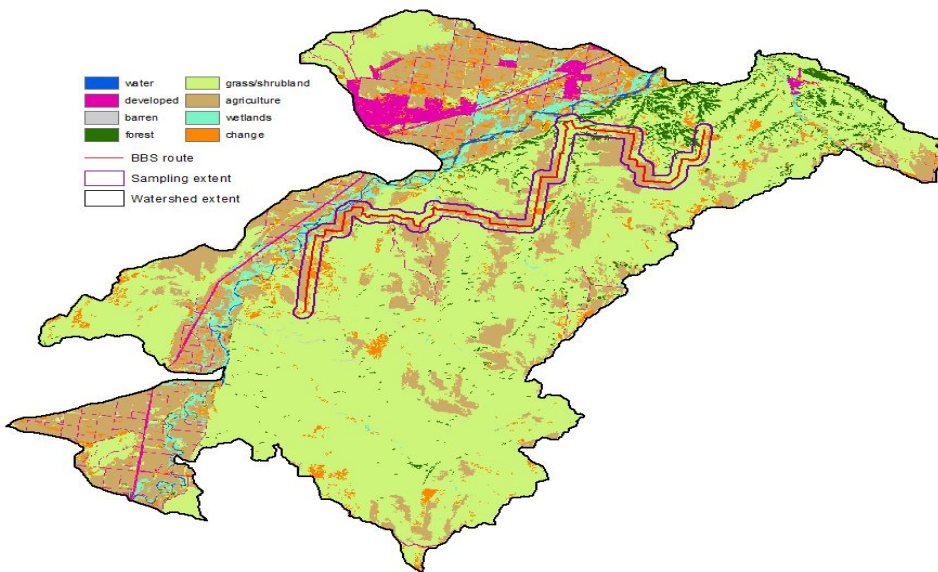 water grass/shrubland
developed agriculture
barren wetlands
forest change
BBS route
Sampling extent
Watershed extent